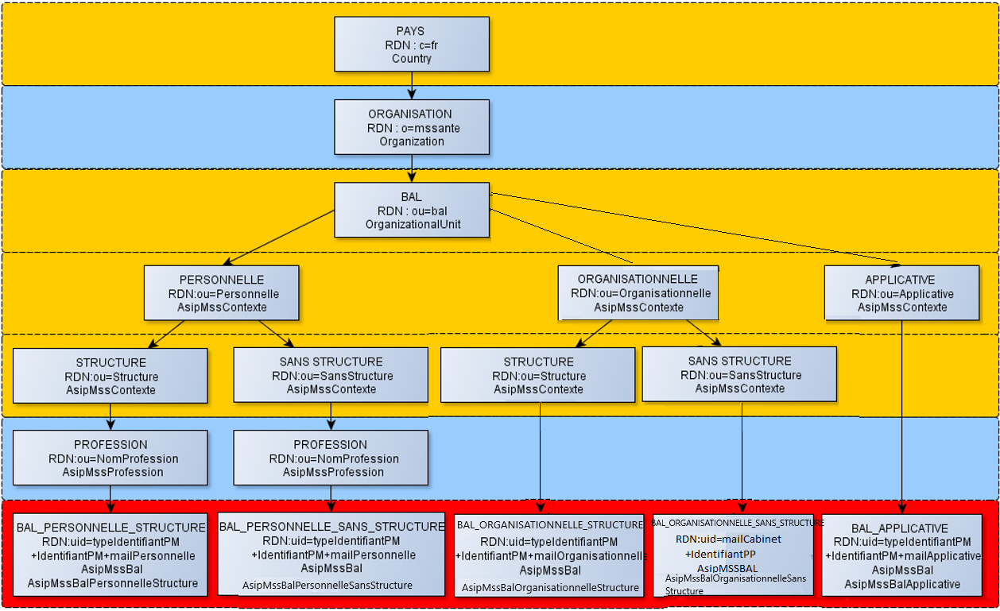 PAYS
RDN : c=fr
Country
ORGANISATION
RDN : o=mssante
Organization
BAL
RDN : ou=bal
OrganizationalUnit
PERSONNELLE
RDN:ou=Personnelle
AsipMssContexte
ORGANISATIONNELLE
RDN:ou=Organisationnelle
AsipMssContexte
APPLICATIVE
RDN:ou=Applicative
AsipMssContexte
STRUCTURE
RDN:ou=Structure
AsipMssContexte
SANS STRUCTURE
RDN:ou=SansStructure
AsipMssContexte
STRUCTURE
RDN:ou=Structure
AsipMssContexte
SANS STRUCTURE
RDN:ou=SansStructure
AsipMssContexte
PROFESSION
RDN:ou=NomProfession
AsipMssProfession
PROFESSION
RDN:ou=NomProfession
AsipMssProfession
BAL_PERSONNELLE_STRUCTURE
RDN:uid=typeIdentifiantPM
+IdentifiantPM+mailPersonnelle
AsipMssBal
AsipMssBalPersonnelleStructure
BAL_PERSONNELLE_SANS_STRUCTURE
RDN:uid=typeIdentifiantPM
+IdentifiantPM+mailPersonnelle
AsipMssBal
AsipMssBalPersonnelleSansStructure
BAL_ORGANISATIONNELLE_STRUCTURE
RDN:uid=typeIdentifiantPM
+IdentifiantPM+mailOrganisationnelle
AsipMssBal
AsipMssBalOrganisationnelleStructure
BAL_ORGANISATIONNELLE_SANS_STRUCTURE
RDN:uid=mailCabinet
+IdentifiantPP
AsipMSSBAL
AsipMssBalOrganisationnelleSans
Structure
BAL_APPLICATIVE
RDN:uid=typeIdentifiantPM
+IdentifiantPM+mailApplicative
AsipMssBal
AsipMssBalApplicative